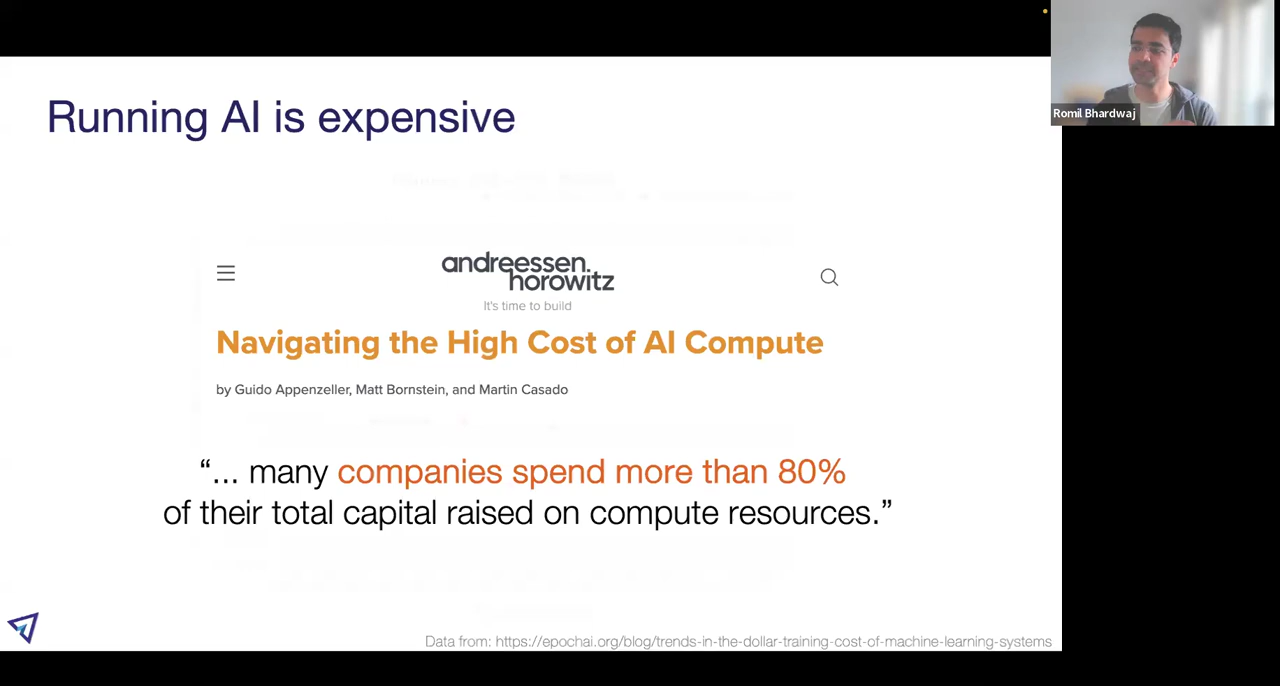 Running AI is expensive
Romil Bhardwaj
andreessen.
horowitz
It's time to build
Navigating the High Cost of AI Compute
by Guido Appenzeller, Matt Bornstein, and Martin Casado
“... many companies spend more than 80%
of their total capital raised on compute resources.”
Data from: https://epochai.org/blog/trends-in-the-dollar-training-cost-of-machine-learning-systems